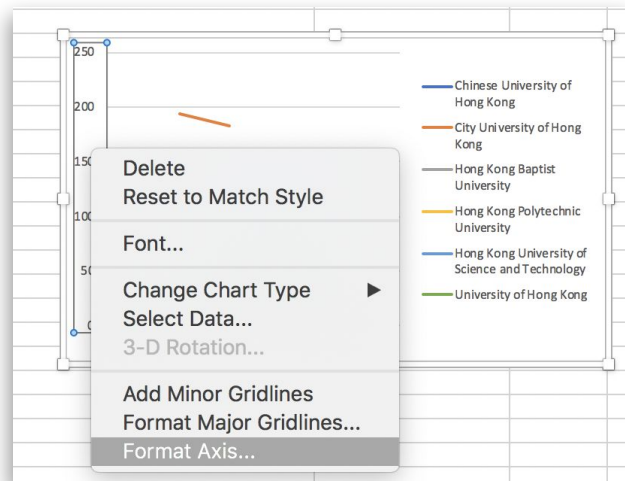 250
200
150
100
50
0
Chinese University of
Hong Kong
City University of Hong
Kong
Hong Kong Baptist
University
Hong Kong Polytechnic
University
Hong Kong University of
Science and Technology
University of Hong Kong
Delete
Reset to Match Style
Font...
Change Chart Type
Select Data...
3-D Rotation...
Add Minor Gridlines
Format Major Gridlines...
Format Axis...